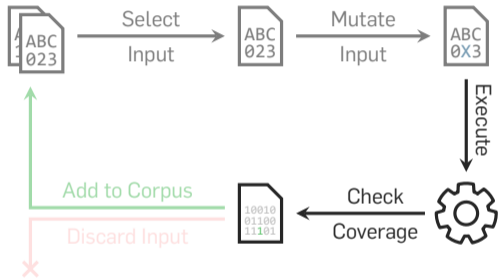 Select
Input
Mutate
Input
ABC
023
ABC
023
ABC
0X3
Execute
Add to Corpus
Discard Input
10010
01100
11101
Check
Coverage